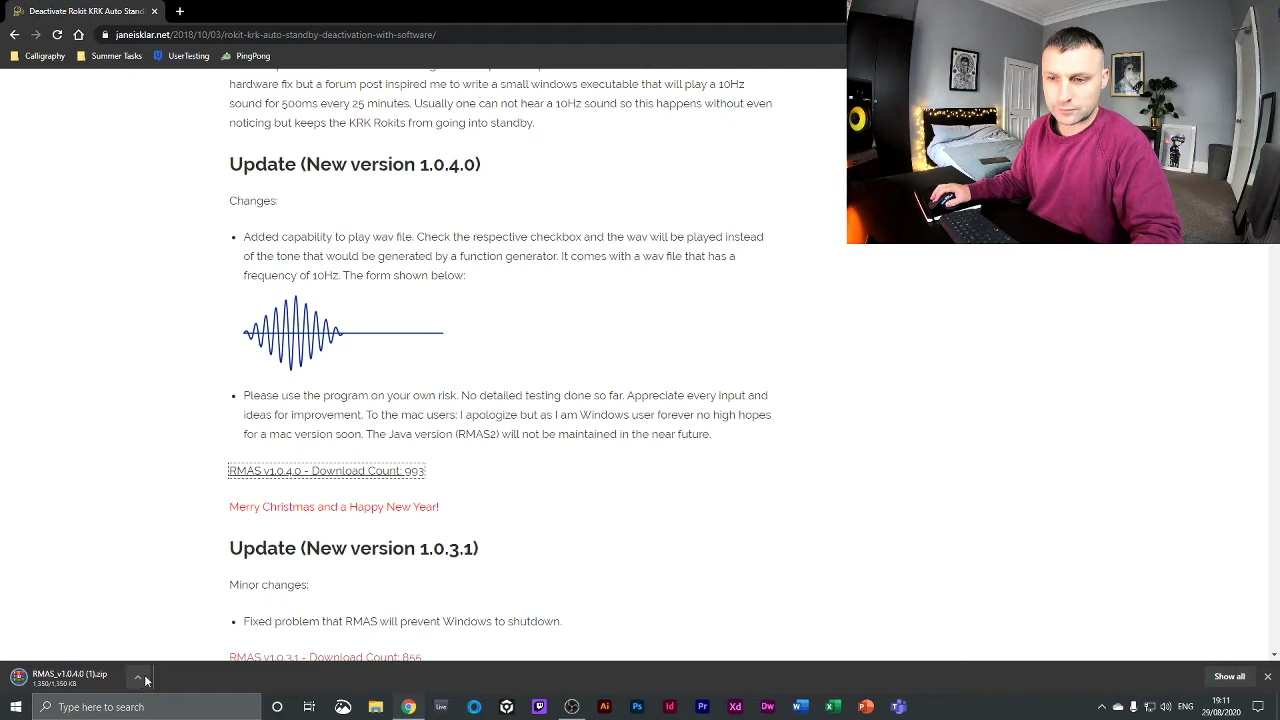 Deactivate Rokit KRK Auto Stand
janeisklar.net/2018/10/03/rokit-krk-auto-standby-deactivation-with-software/
Calligraphy Summer Tasks UserTesting PingPong
hardware fix but a forum post inspired me to write a small windows executable that will play a 10Hz
sound for 500ms every 25 minutes. Usually one can not hear a 10Hz sound so this happens without even
noticing and keeps the KRK Rokits from going into standby.
Update (New version 1.0.4.0)
Changes:
Added capability to play wav file. Check the respective checkbox and the wav will be played instead
of the tone that would be generated by a function generator. It comes with a wav file that has a
frequency of 10Hz. The form shown below:
Please use the program on your own risk. No detailed testing done so far. Appreciate every input and
ideas for improvement. To the mac users: I apologize but as I am Windows user forever no high hopes
for a mac version soon. The Java version (RMAS2) will not be maintained in the near future.
RMAS v1.0.4.0 - Download Count: 993
Merry Christmas and a Happy New Year!
Update (New version 1.0.3.1)
Minor changes:
Fixed problem that RMAS will prevent Windows to shutdown.
RMAS v1.0.3.1 - Download Count: 855
RMAS_v1.0.4.0 (1).zip
1,350/1,350 KB
Show all
Type here to search
Live
Ai Ps Id Pr Xd Dw
ENG
19:11
29/08/2020